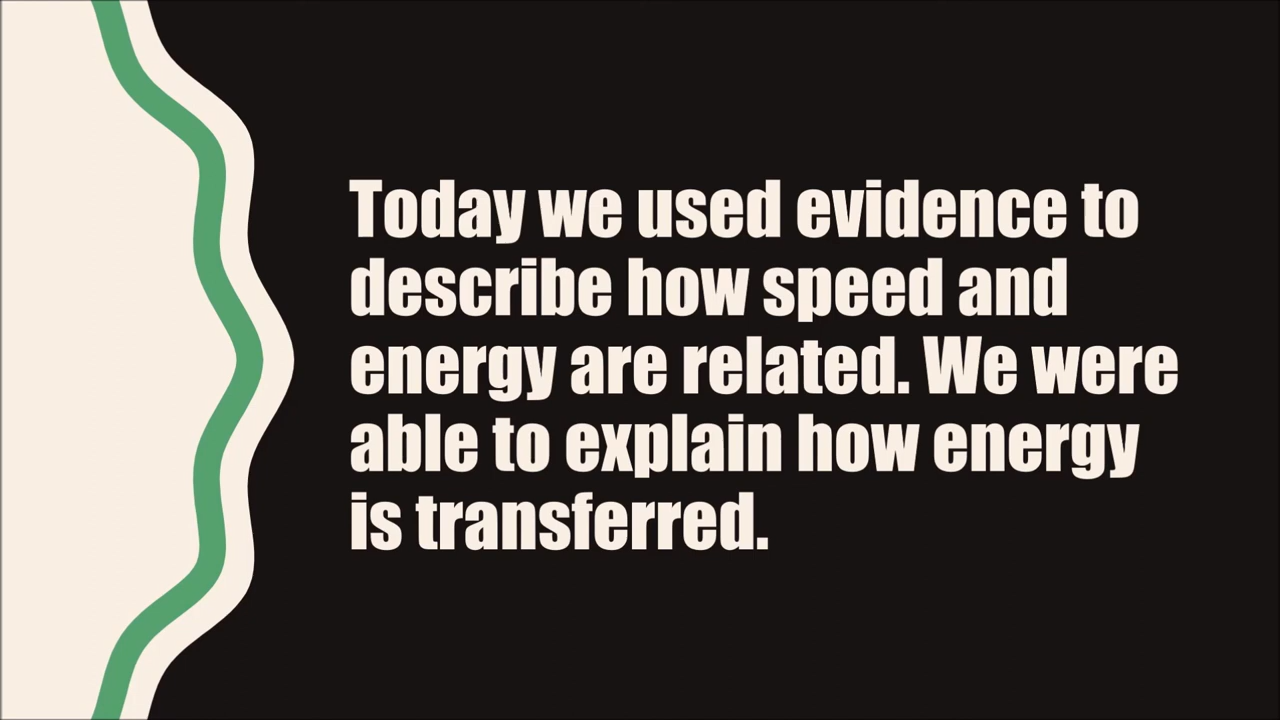 Today we used evidence to
describe how speed and
energy are related. We were
able to explain how energy
is transferred.